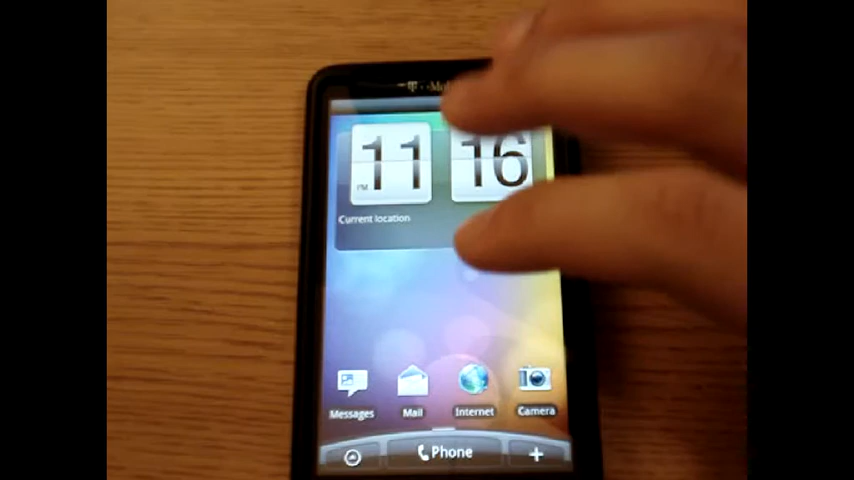 11 16
PM
Current location
Messages Mail Internet Camera
Phone